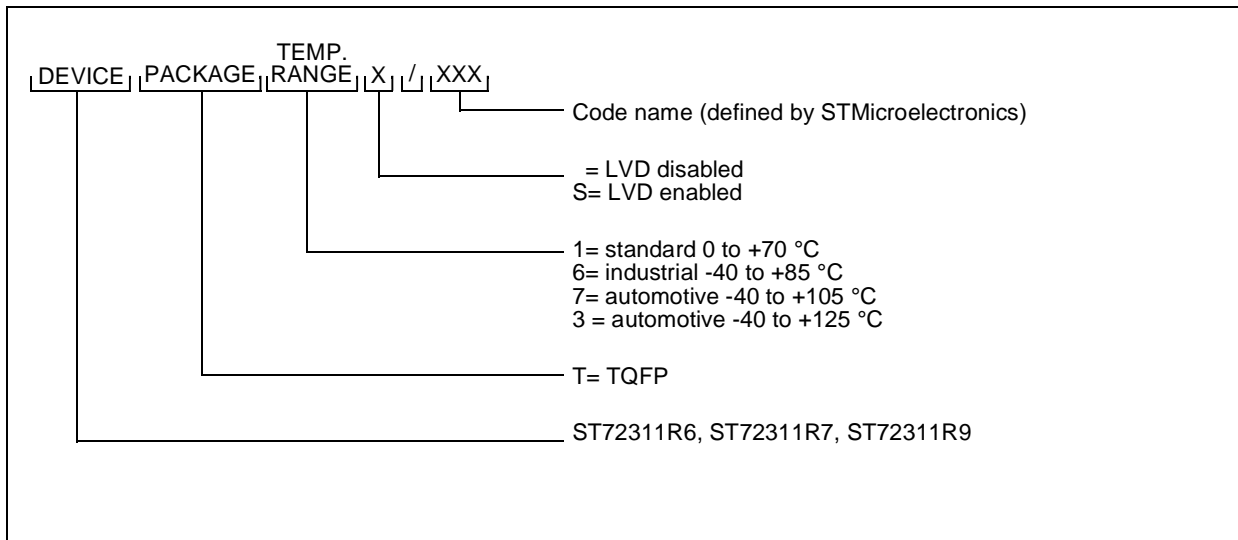 TEMP.
DEVICE PACKAGE RANGE X / XXX
Code name (defined by STMicroelectronics)
= LVD disabled
S= LVD enabled
1= standard 0 to +70 °C
6= industrial -40 to +85 °C
7= automotive -40 to +105 °C
3 = automotive -40 to +125 °C
T= TQFP
ST72311R6, ST72311R7, ST72311R9